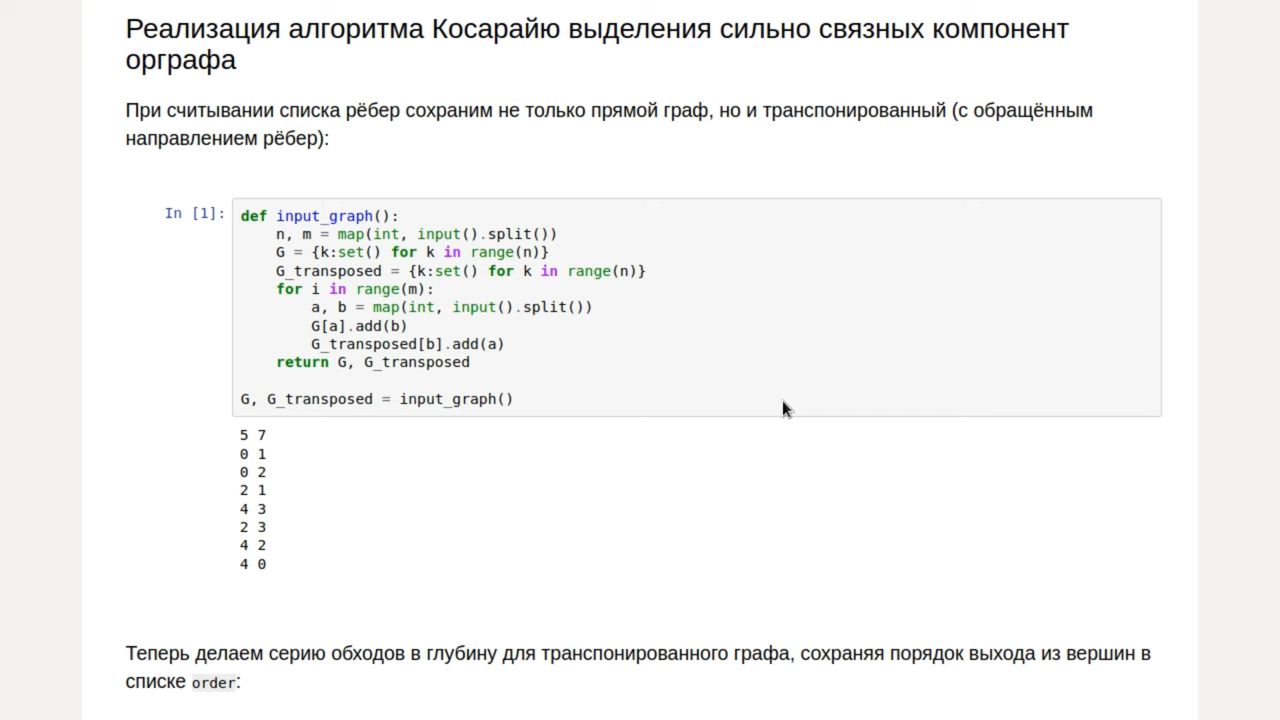 Реализация алгоритма Косарайю выделения сильно связных компонент
орграфа
При считывании списка рёбер сохраним не только прямой граф, но и транспонированный (с обращённым
направлением рёбер):
In [1]:
def input_graph():
    n, m = map(int, input().split())
    G = {k:set() for k in range(n)}
    G_transposed = {k:set() for k in range(n)}
    for i in range(m):
        a, b = map(int, input().split())
        G[a].add(b)
        G_transposed[b].add(a)
    return G, G_transposed
G, G_transposed = input_graph()
5 7
0 1
0 2
2 1
4 3
2 3
4 2
4 0
Теперь делаем серию обходов в глубину для транспонированного графа, сохраняя порядок выхода из вершин в
списке order: